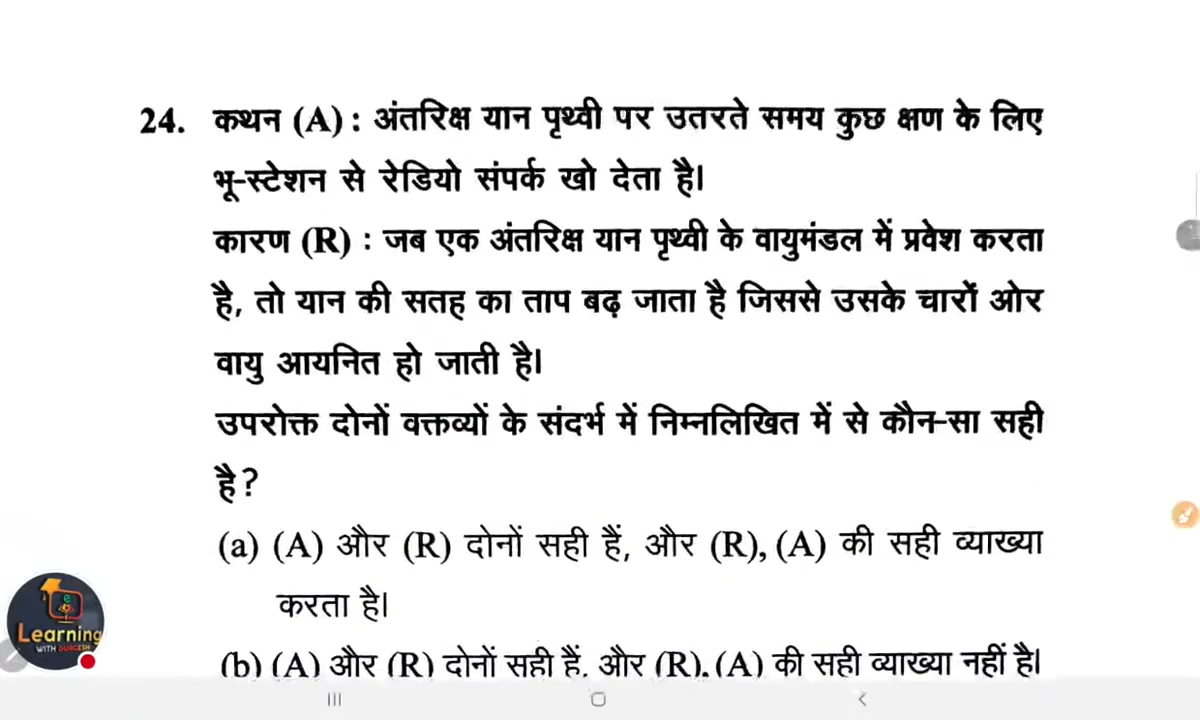 24. कथन (A) : अंतरिक्ष यान पृथ्वी पर उतरते समय कुछ क्षण के लिए
भू-स्टेशन से रेडियो संपर्क खो देता है।
कारण (R) : जब एक अंतरिक्ष यान पृथ्वी के वायुमंडल में प्रवेश करता
है, तो यान की सतह का ताप बढ़ जाता है जिससे उसके चारों ओर
वायु आयनित हो जाती है।
उपरोक्त दोनों वक्तव्यों के संदर्भ में निम्नलिखित में से कौन-सा सही
है?
(a) (A) और (R) दोनों सही हैं, और (R), (A) की सही व्याख्या
करता है।
(b) (A) और (R) दोनों सही हैं, और (R), (A) की सही व्याख्या नहीं है।
e
Learning
WITH DURGESH